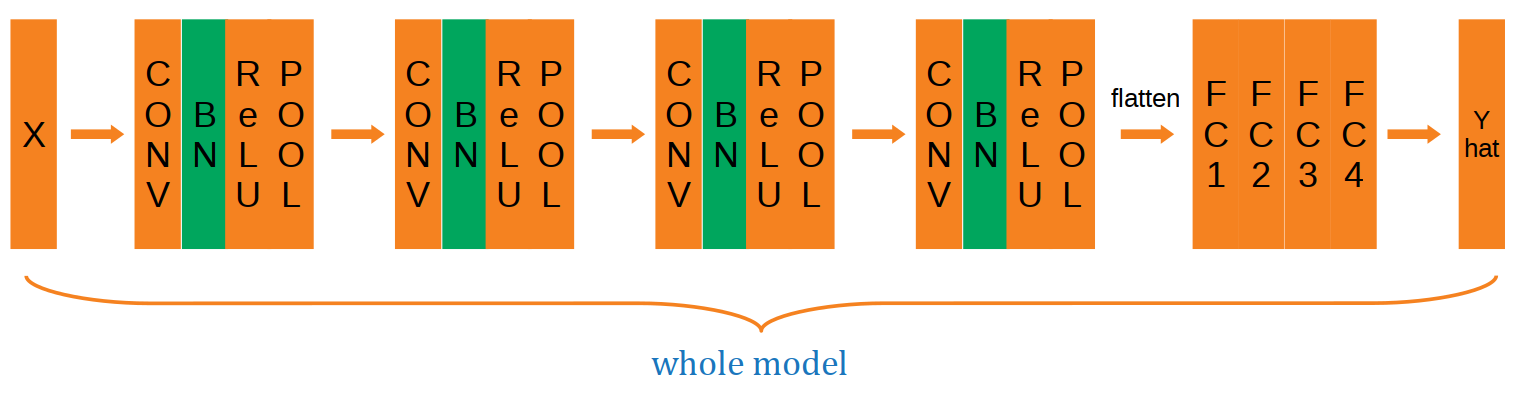 X
CONV
BN
ReLU
POOL
CONV
BN
ReLU
POOL
CONV
BN
ReLU
POOL
CONV
BN
ReLU
POOL
flatten
FC1
FC2
FC3
FC4
Y
hat
whole model